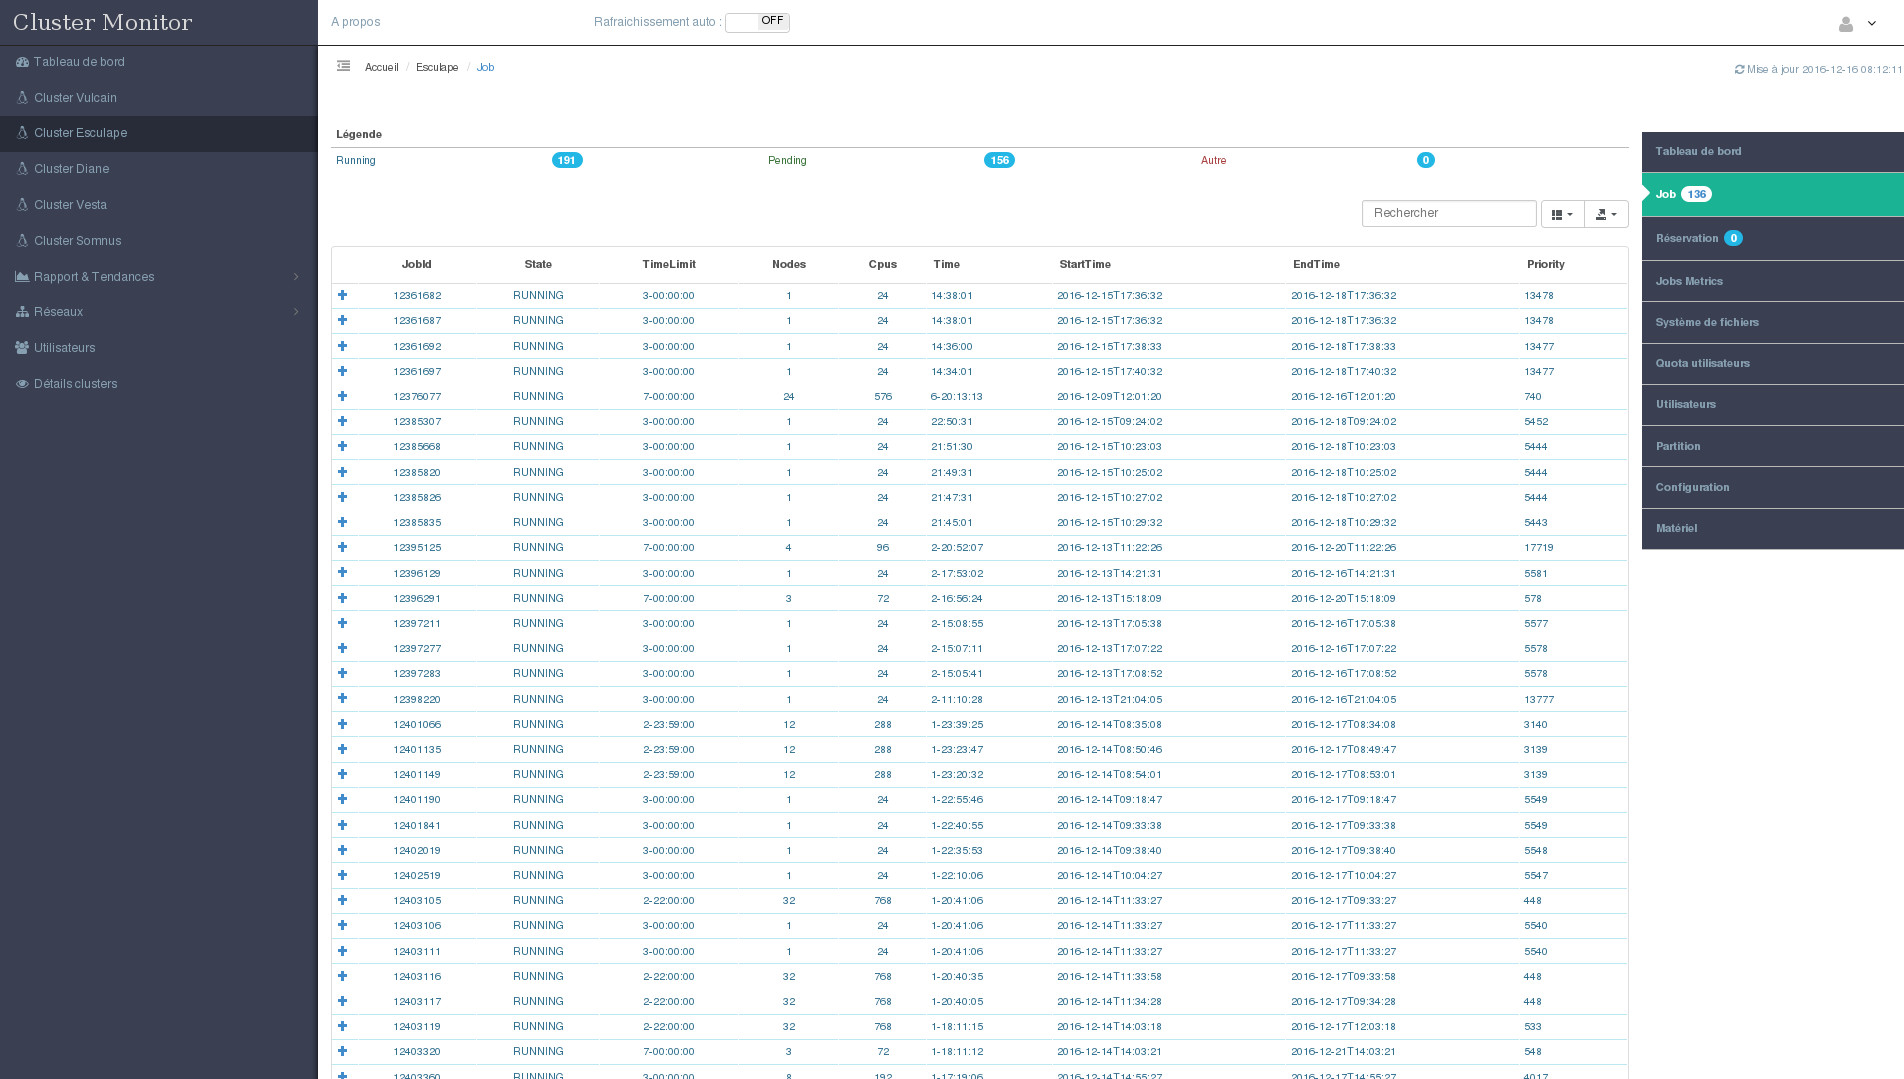 Cluster Monitor
A propos
Rafraichissement auto : OFF
Tableau de bord
Cluster Vulcain
Cluster Esculape
Cluster Diane
Cluster Vesta
Cluster Somnus
Rapport & Tendances
Réseaux
Utilisateurs
Détails clusters
Accueil / Esculape / Job
Mise à jour 2016-12-16 08:12:11
Légende
Running 191 Pending 156 Autre 0
Rechercher
JobId State TimeLimit Nodes Cpus Time StartTime EndTime Priority
12361682 RUNNING 3-00:00:00 1 24 14:38:01 2016-12-15T17:36:32 2016-12-18T17:36:32 13478
12361687 RUNNING 3-00:00:00 1 24 14:38:01 2016-12-15T17:36:32 2016-12-18T17:36:32 13478
12361692 RUNNING 3-00:00:00 1 24 14:36:00 2016-12-15T17:38:33 2016-12-18T17:38:33 13477
12361697 RUNNING 3-00:00:00 1 24 14:34:01 2016-12-15T17:40:32 2016-12-18T17:40:32 13477
12376077 RUNNING 7-00:00:00 24 576 6-20:13:13 2016-12-09T12:01:20 2016-12-16T12:01:20 740
12385307 RUNNING 3-00:00:00 1 24 22:50:31 2016-12-15T09:24:02 2016-12-18T09:24:02 5452
12385668 RUNNING 3-00:00:00 1 24 21:51:30 2016-12-15T10:23:03 2016-12-18T10:23:03 5444
12385820 RUNNING 3-00:00:00 1 24 21:49:31 2016-12-15T10:25:02 2016-12-18T10:25:02 5444
12385826 RUNNING 3-00:00:00 1 24 21:47:31 2016-12-15T10:27:02 2016-12-18T10:27:02 5444
12385835 RUNNING 3-00:00:00 1 24 21:45:01 2016-12-15T10:29:32 2016-12-18T10:29:32 5443
12395125 RUNNING 7-00:00:00 4 96 2-20:52:07 2016-12-13T11:22:26 2016-12-20T11:22:26 17719
12396129 RUNNING 3-00:00:00 1 24 2-17:53:02 2016-12-13T14:21:31 2016-12-16T14:21:31 5581
12396291 RUNNING 7-00:00:00 3 72 2-16:56:24 2016-12-13T15:18:09 2016-12-20T15:18:09 578
12397211 RUNNING 3-00:00:00 1 24 2-15:08:55 2016-12-13T17:05:38 2016-12-16T17:05:38 5577
12397277 RUNNING 3-00:00:00 1 24 2-15:07:11 2016-12-13T17:07:22 2016-12-16T17:07:22 5578
12397283 RUNNING 3-00:00:00 1 24 2-15:05:41 2016-12-13T17:08:52 2016-12-16T17:08:52 5578
12398220 RUNNING 3-00:00:00 1 24 2-11:10:28 2016-12-13T21:04:05 2016-12-16T21:04:05 13777
12401066 RUNNING 2-23:59:00 12 288 1-23:39:25 2016-12-14T08:35:08 2016-12-17T08:34:08 3140
12401135 RUNNING 2-23:59:00 12 288 1-23:23:47 2016-12-14T08:50:46 2016-12-17T08:49:47 3139
12401149 RUNNING 2-23:59:00 12 288 1-23:20:32 2016-12-14T08:54:01 2016-12-17T08:53:01 3139
12401190 RUNNING 3-00:00:00 1 24 1-22:55:46 2016-12-14T09:18:47 2016-12-17T09:18:47 5549
12401841 RUNNING 3-00:00:00 1 24 1-22:40:55 2016-12-14T09:33:38 2016-12-17T09:33:38 5549
12402019 RUNNING 3-00:00:00 1 24 1-22:35:53 2016-12-14T09:38:40 2016-12-17T09:38:40 5548
12402519 RUNNING 3-00:00:00 1 24 1-22:10:06 2016-12-14T10:04:27 2016-12-17T10:04:27 5547
12403105 RUNNING 2-22:00:00 32 768 1-20:41:06 2016-12-14T11:33:27 2016-12-17T09:33:27 448
12403106 RUNNING 3-00:00:00 1 24 1-20:41:06 2016-12-14T11:33:27 2016-12-17T11:33:27 5540
12403111 RUNNING 3-00:00:00 1 24 1-20:41:06 2016-12-14T11:33:27 2016-12-17T11:33:27 5540
12403116 RUNNING 2-22:00:00 32 768 1-20:40:35 2016-12-14T11:33:58 2016-12-17T09:33:58 448
12403117 RUNNING 2-22:00:00 32 768 1-20:40:05 2016-12-14T11:34:28 2016-12-17T09:34:28 448
12403119 RUNNING 2-22:00:00 32 768 1-18:11:15 2016-12-14T14:03:18 2016-12-17T12:03:18 533
12403320 RUNNING 7-00:00:00 3 72 1-18:11:12 2016-12-14T14:03:21 2016-12-21T14:03:21 548
12403360 RUNNING 3-00:00:00 8 192 1-17:19:06 2016-12-14T14:55:27 2016-12-17T14:55:27 4017
Tableau de bord
Job 136
Réservation 0
Jobs Metrics
Système de fichiers
Quota utilisateurs
Utilisateurs
Partition
Configuration
Matériel